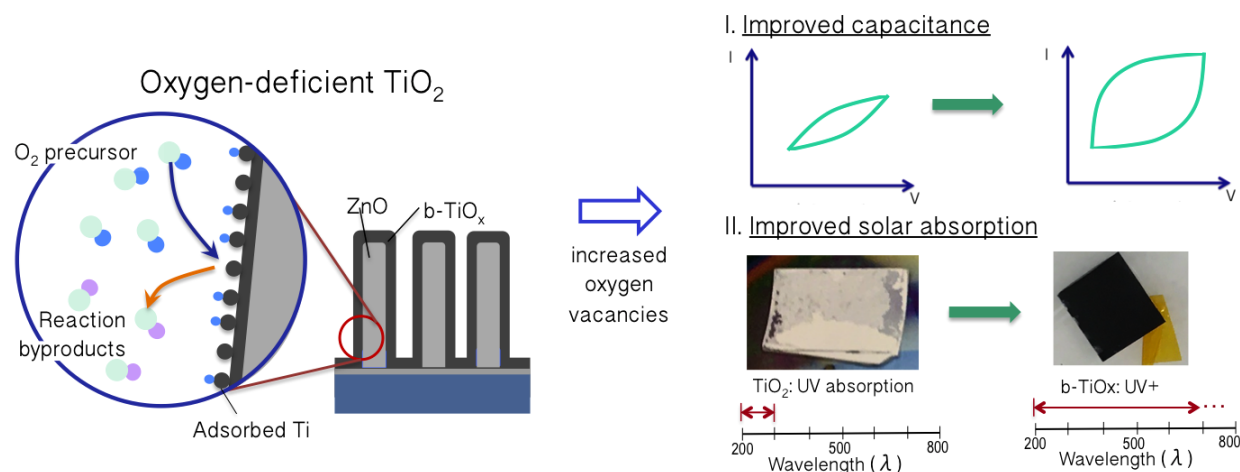 Oxygen-deficient TiO₂
O₂ precursor
Reaction
byproducts
Adsorbed Ti
ZnO
b-TiOₓ
increased
oxygen
vacancies
I. Improved capacitance
I
V
I
V
II. Improved solar absorption
TiO₂: UV absorption
200 500 800
Wavelength (λ)
b-TiOx: UV+
200 500 800
Wavelength (λ)